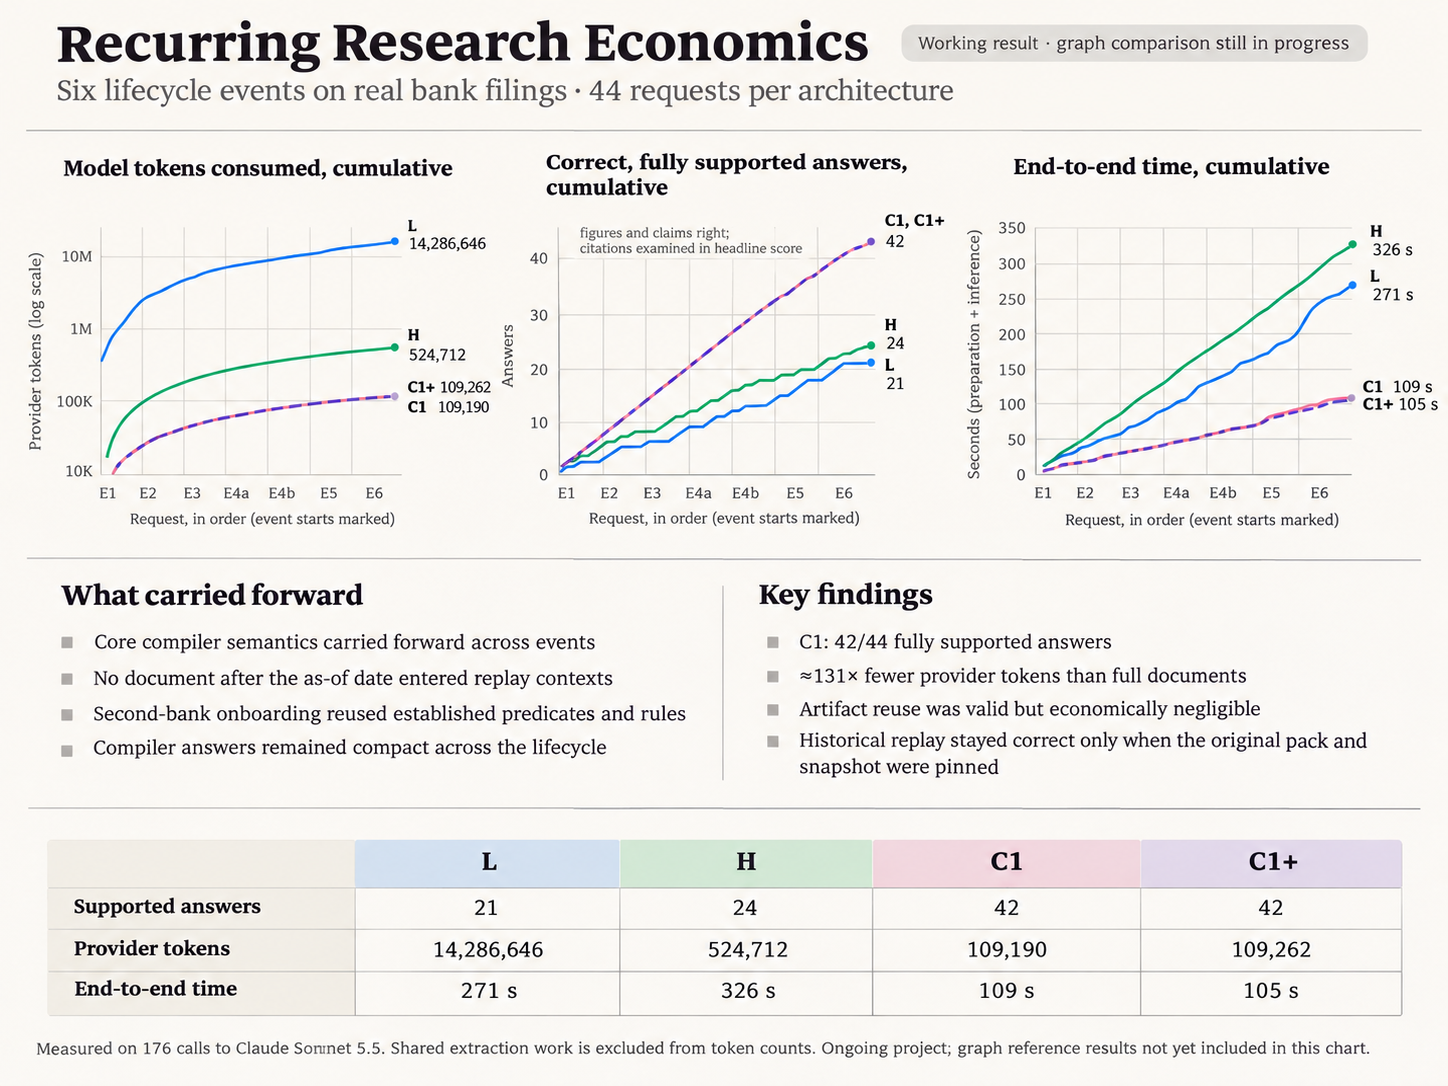 Recurring Research Economics
Working result · graph comparison still in progress
Six lifecycle events on real bank filings · 44 requests per architecture
Model tokens consumed, cumulative
Provider tokens (log scale)
10M
1M
100K
10K
L
14,286,646
H
524,712
C1+ 109,262
C1 109,190
E1 E2 E3 E4a E4b E5 E6
Request, in order (event starts marked)
Correct, fully supported answers,
cumulative
figures and claims right;
citations examined in headline score
Answers
40
30
20
10
0
C1, C1+
42
H
24
L
21
E1 E2 E3 E4a E4b E5 E6
Request, in order (event starts marked)
End-to-end time, cumulative
Seconds (preparation + inference)
350
300
250
200
150
100
50
0
H
326 s
L
271 s
C1 109 s
C1+ 105 s
E1 E2 E3 E4a E4b E5 E6
Request, in order (event starts marked)
What carried forward
Core compiler semantics carried forward across events
No document after the as-of date entered replay contexts
Second-bank onboarding reused established predicates and rules
Compiler answers remained compact across the lifecycle
Key findings
C1: 42/44 fully supported answers
≈131× fewer provider tokens than full documents
Artifact reuse was valid but economically negligible
Historical replay stayed correct only when the original pack and
snapshot were pinned
L H C1 C1+
Supported answers 21 24 42 42
Provider tokens 14,286,646 524,712 109,190 109,262
End-to-end time 271 s 326 s 109 s 105 s
Measured on 176 calls to Claude Sonnet 5.5. Shared extraction work is excluded from token counts. Ongoing project; graph reference results not yet included in this chart.